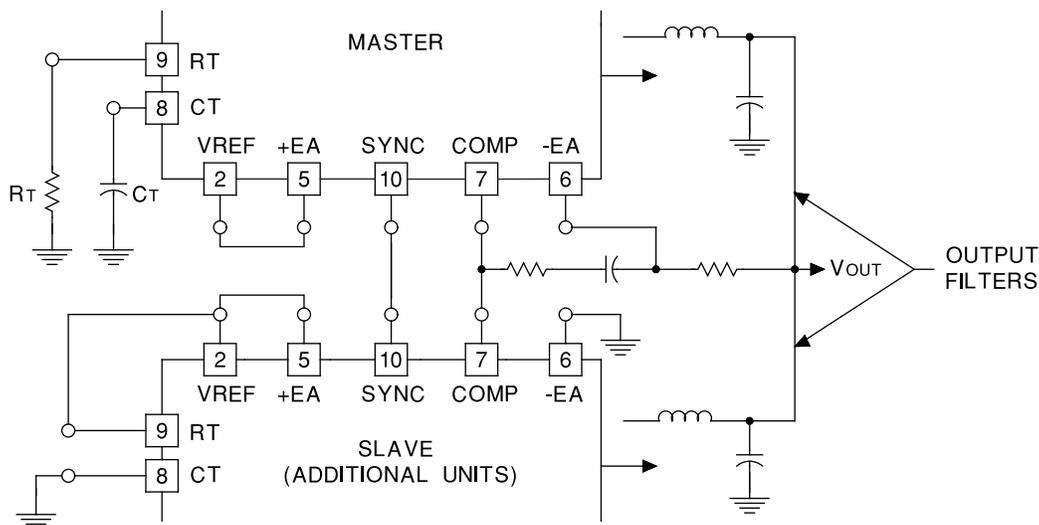 MASTER
9 RT
8 CT
VREF +EA SYNC COMP -EA
2 5 10 7 6
RT
CT
VOUT
OUTPUT
FILTERS
2 5 10 7 6
VREF +EA SYNC COMP -EA
9 RT
8 CT
SLAVE
(ADDITIONAL UNITS)